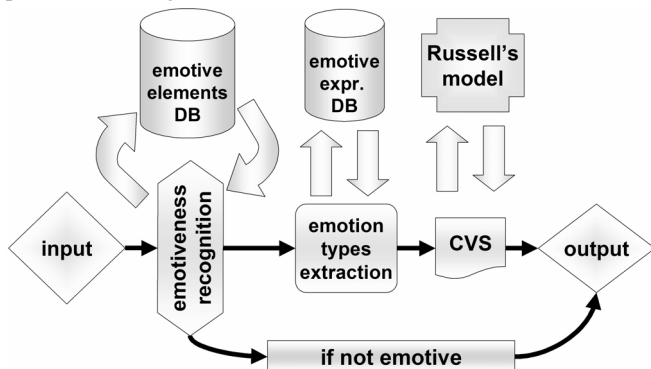 emotive
elements
DB
emotive
expr.
DB
Russell's
model
input
emotiveness
recognition
emotion
types
extraction
CVS
output
if not emotive